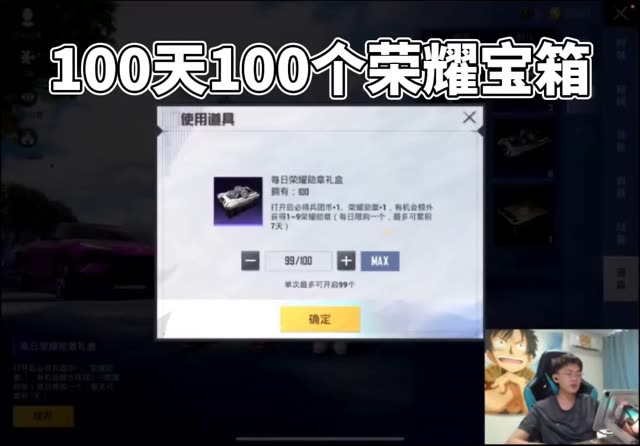 100天100个荣耀宝箱
使用道具
每日荣耀勋章礼盒
拥有：100
打开后必得兵团币*1、荣耀勋章*1，有机会额外
获得1~9荣耀勋章（每日限购一个，最多可累积
7天）
99/100
MAX
单次最多可开启99个
确定
每日荣耀勋章礼盒
使用